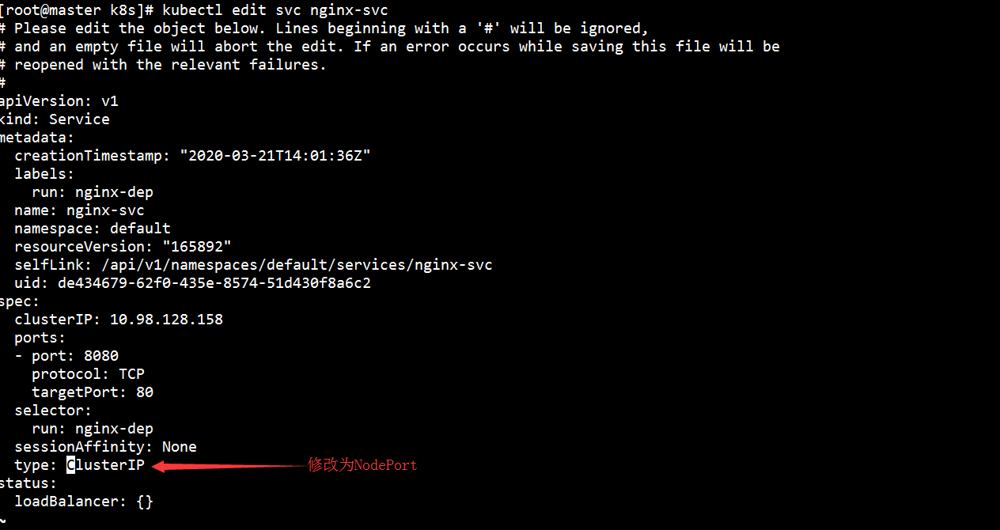 [root@master k8s]# kubectl edit svc nginx-svc
# Please edit the object below. Lines beginning with a '#' will be ignored,
# and an empty file will abort the edit. If an error occurs while saving this file will be
# reopened with the relevant failures.
#
apiVersion: v1
kind: Service
metadata:
  creationTimestamp: "2020-03-21T14:01:36Z"
  labels:
    run: nginx-dep
  name: nginx-svc
  namespace: default
  resourceVersion: "165892"
  selfLink: /api/v1/namespaces/default/services/nginx-svc
  uid: de434679-62f0-435e-8574-51d430f8a6c2
spec:
  clusterIP: 10.98.128.158
  ports:
  - port: 8080
    protocol: TCP
    targetPort: 80
  selector:
    run: nginx-dep
  sessionAffinity: None
  type: ClusterIP 修改为NodePort
status:
  loadBalancer: {}
~